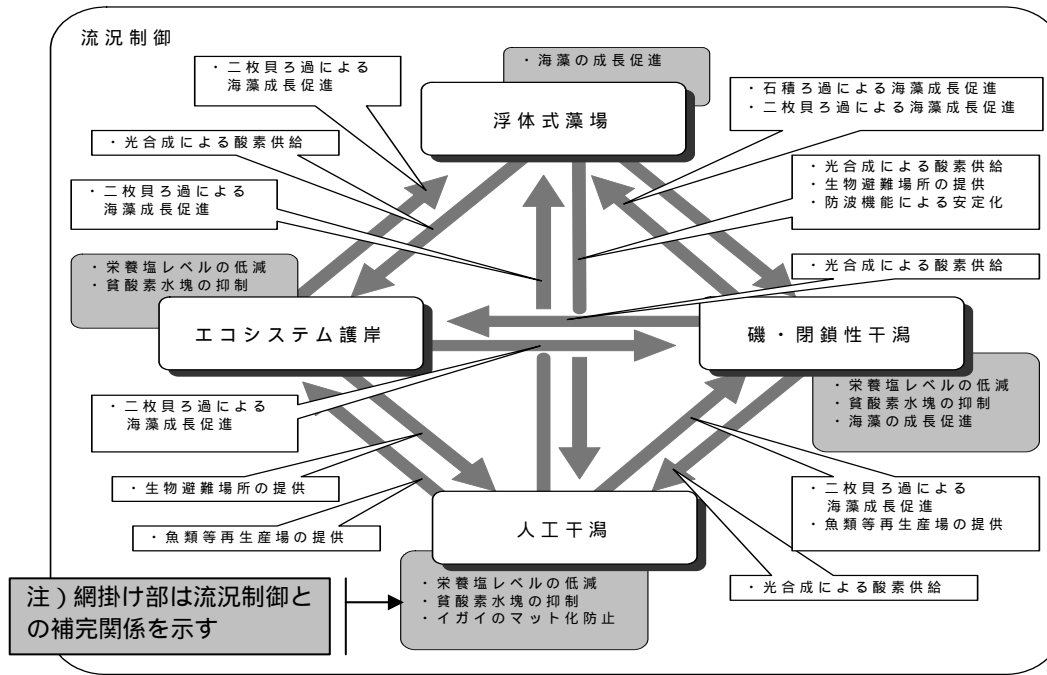 流況制御
・二枚貝ろ過による
海藻成長促進
・海藻の成長促進
・石積ろ過による海藻成長促進
・二枚貝ろ過による海藻成長促進
浮体式藻場
・光合成による酸素供給
・光合成による酸素供給
・生物避難場所の提供
・防波機能による安定化
・二枚貝ろ過による
海藻成長促進
・栄養塩レベルの低減
・貧酸素水塊の抑制
・光合成による酸素供給
エコシステム護岸
磯・閉鎖性干潟
・栄養塩レベルの低減
・貧酸素水塊の抑制
・海藻の成長促進
・二枚貝ろ過による
海藻成長促進
・生物避難場所の提供
・二枚貝ろ過による
海藻成長促進
・魚類等再生産場の提供
・魚類等再生産場の提供
人工干潟
・光合成による酸素供給
・栄養塩レベルの低減
・貧酸素水塊の抑制
・イガイのマット化防止
注）網掛け部は流況制御と
の補完関係を示す